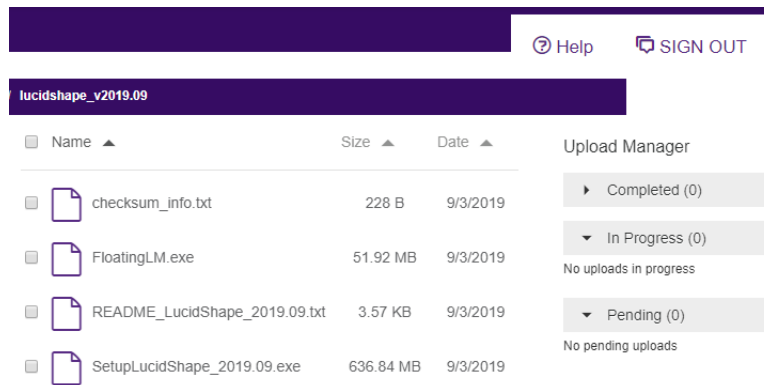 Help SIGN OUT
/ lucidshape_v2019.09
Name Size Date
checksum_info.txt 228 B 9/3/2019
FloatingLM.exe 51.92 MB 9/3/2019
README_LucidShape_2019.09.txt 3.57 KB 9/3/2019
SetupLucidShape_2019.09.exe 636.84 MB 9/3/2019
Upload Manager
Completed (0)
In Progress (0)
No uploads in progress
Pending (0)
No pending uploads